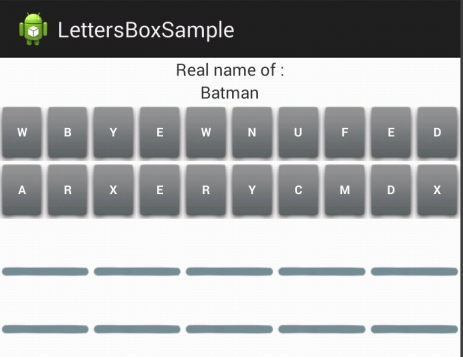 LettersBoxSample
Real name of :
Batman
W B Y E W N U F E D
A R X E R Y C M D X